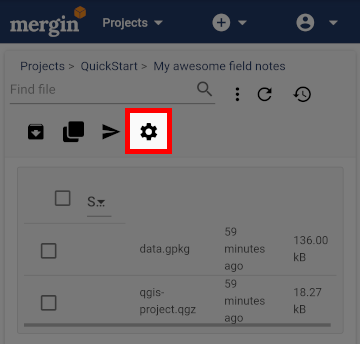 mergin
Projects
Projects > QuickStart > My awesome field notes
Find file
S...
data.gpkg
59 minutes ago
136.00 kB
qgis-project.qgz
59 minutes ago
18.27 kB